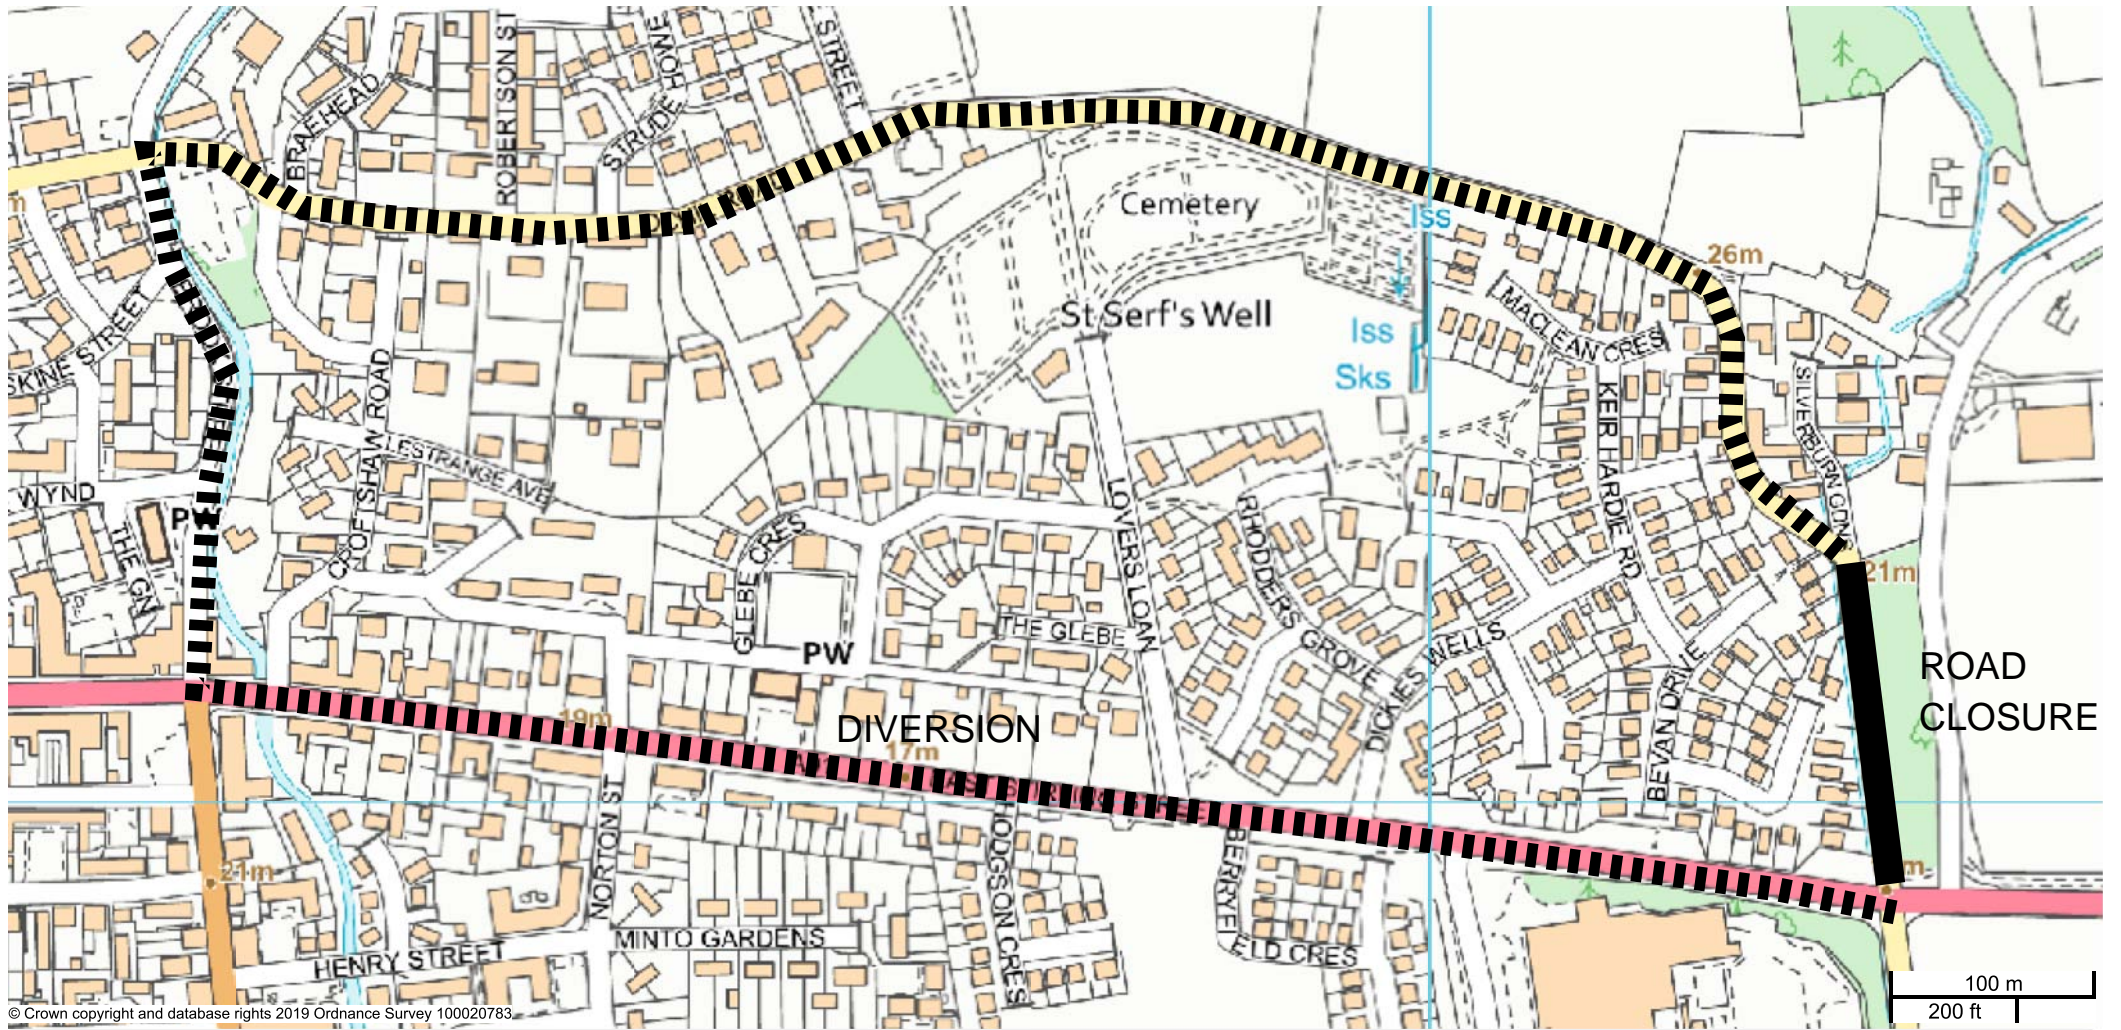 BRAEHEAD
ROBERTSON ST
STRUDE
HOWE
STREET
Cemetery
Iss
26m
St Serf's Well
Iss
Sks
MACLEAN CRES
SILVERBURN GDNS
KEIR HARDIE RD
SKINE STREET
WYND
PW
THE GN
CROFTSHAW ROAD
LESTRANGE AVE
GLEBE CRES
LOVERS LOAN
THE GLEBE
PW
RHODDERS GROVE
DICKIES WELLS
BEVAN DRIVE
21m
ROAD
CLOSURE
DIVERSION
19m
17m
21m
NORTON ST
HENRY STREET
MINTO GARDENS
HODGSSON CRES
BERRYFIELD CRES
m
m
100 m
200 ft
© Crown copyright and database rights 2019 Ordnance Survey 100020783